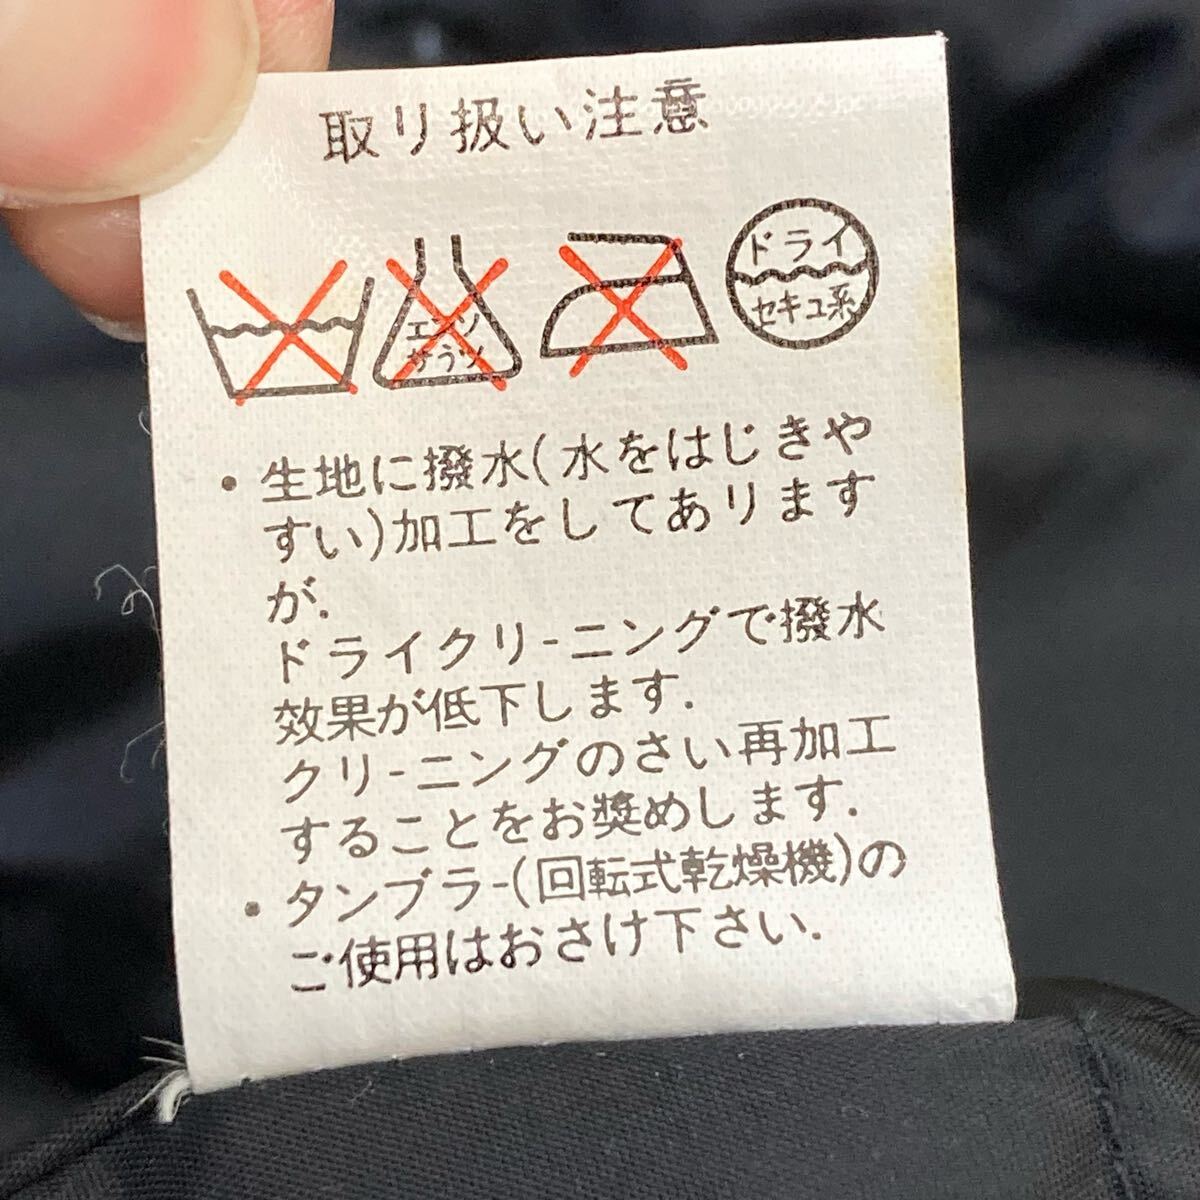 取り扱い注意
エンソ
サラシ
ドライ
セキュ系
・生地に撥水(水をはじきや
すい)加工をしてあります
が.
ドライクリーニングで撥水
効果が低下します.
クリーニングのさい再加工
することをお奨めします.
・タンブラー(回転式乾燥機)の
ご使用はおさけ下さい.